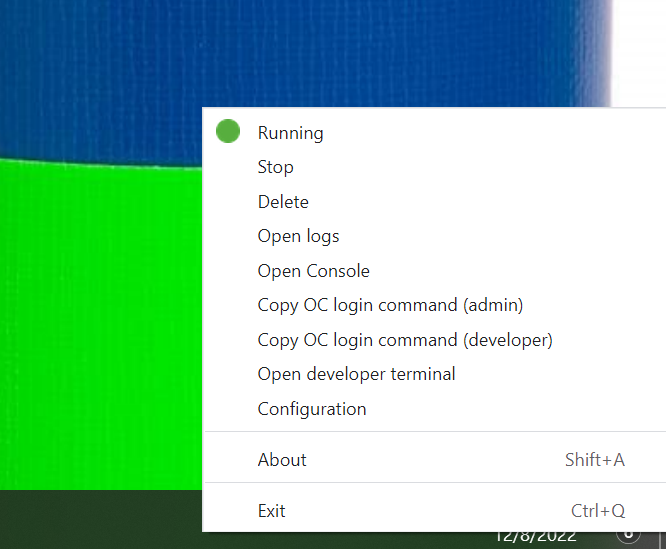 Running
Stop
Delete
Open logs
Open Console
Copy OC login command (admin)
Copy OC login command (developer)
Open developer terminal
Configuration
About Shift+A
Exit Ctrl+Q
12/8/2022